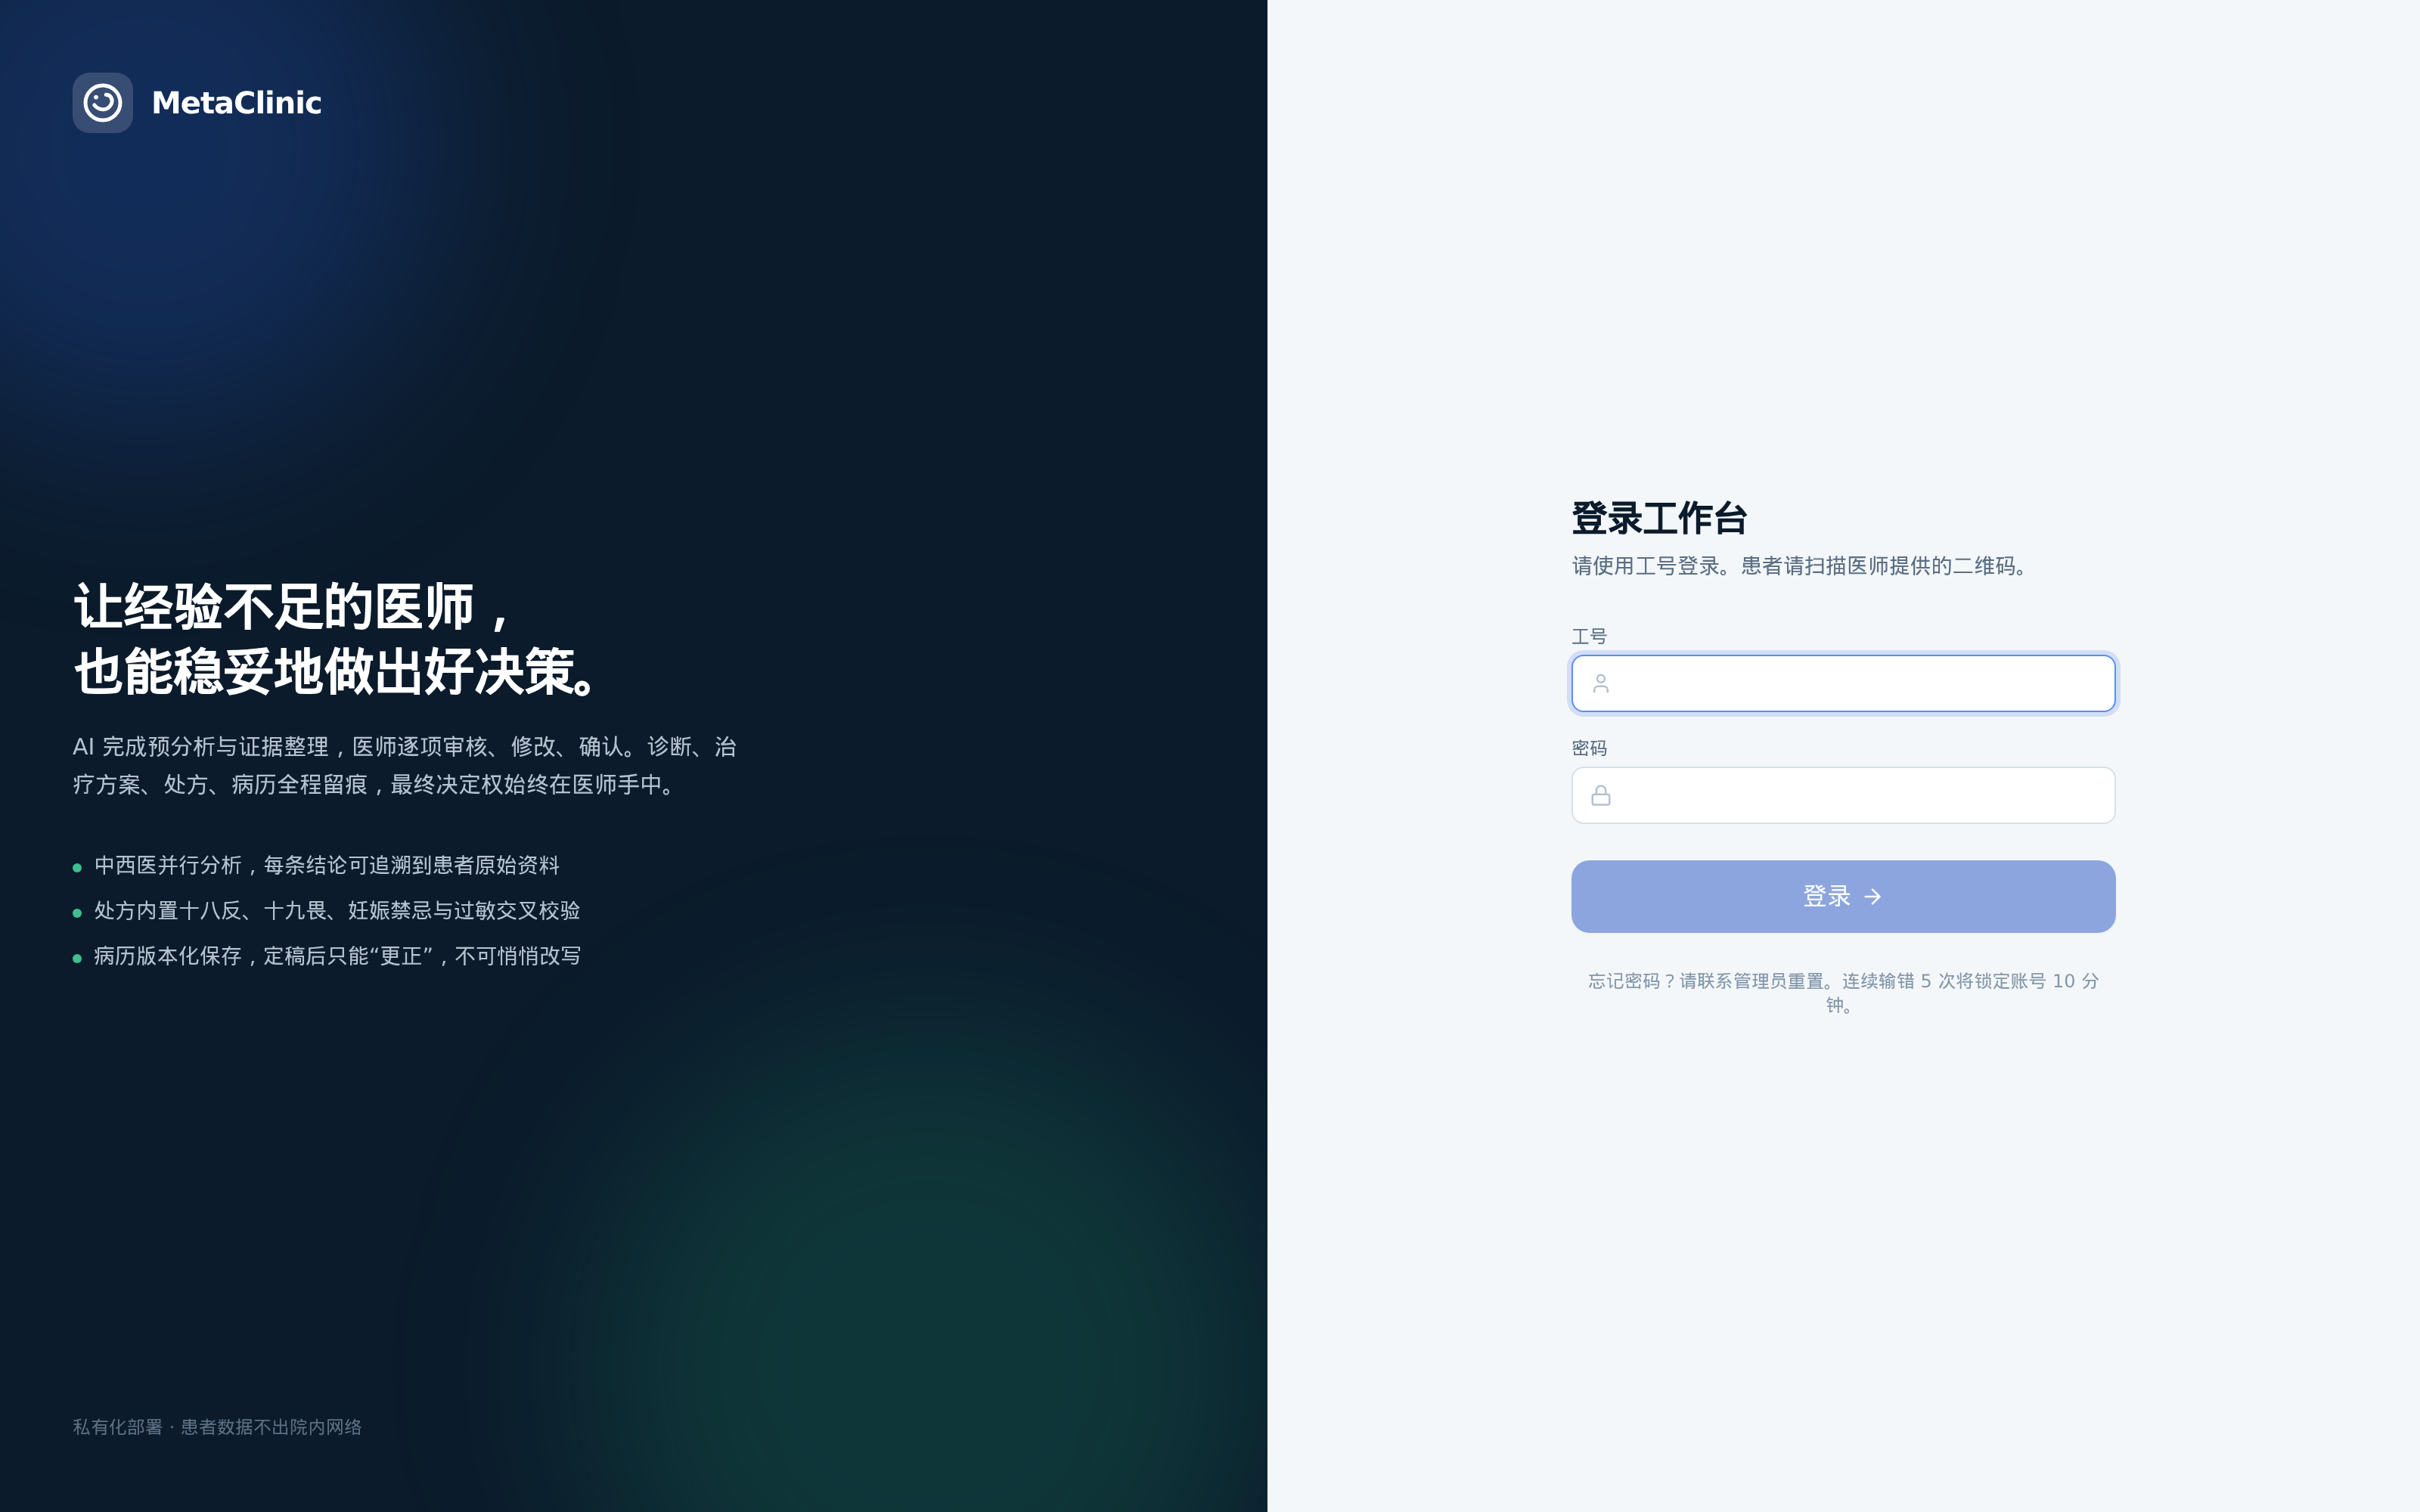 MetaClinic
让经验不足的医师，
也能稳妥地做出好决策。
AI 完成预分析与证据整理，医师逐项审核、修改、确认。诊断、治
疗方案、处方、病历全程留痕，最终决定权始终在医师手中。
中西医并行分析，每条结论可追溯到患者原始资料
处方内置十八反、十九畏、妊娠禁忌与过敏交叉校验
病历版本化保存，定稿后只能“更正”，不可悄悄改写
私有化部署 · 患者数据不出院内网络
登录工作台
请使用工号登录。患者请扫描医师提供的二维码。
工号
密码
登录 →
忘记密码？请联系管理员重置。连续输错 5 次将锁定账号 10 分
钟。